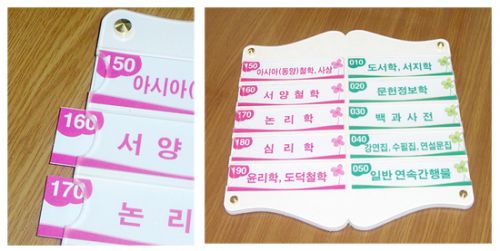 150
아시아(동양)
160
서 양
170
논 리
150
아시아(동양)철학, 사상
160
서 양 철 학
170
논 리 학
180
심 리 학
190
윤리학, 도덕철학
010
도서학, 서지학
020
문헌정보학
030
백 과 사 전
040
강연집, 수필집, 연설문집
050
일반 연속간행물